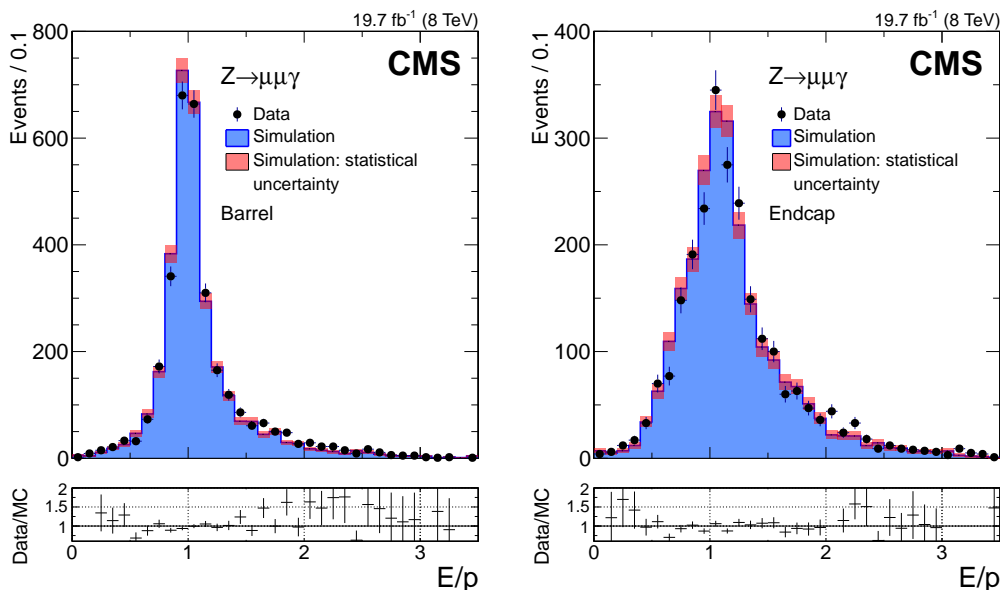 19.7 fb⁻¹ (8 TeV)
CMS
Z→μμγ
Data
Simulation
Simulation: statistical
uncertainty
Barrel
Events / 0.1
800
600
400
200
0
Data/MC
2
1.5
1
0 1 2 3
E/p
19.7 fb⁻¹ (8 TeV)
CMS
Z→μμγ
Data
Simulation
Simulation: statistical
uncertainty
Endcap
Events / 0.1
400
300
200
100
0
Data/MC
2
1.5
1
0 1 2 3
E/p